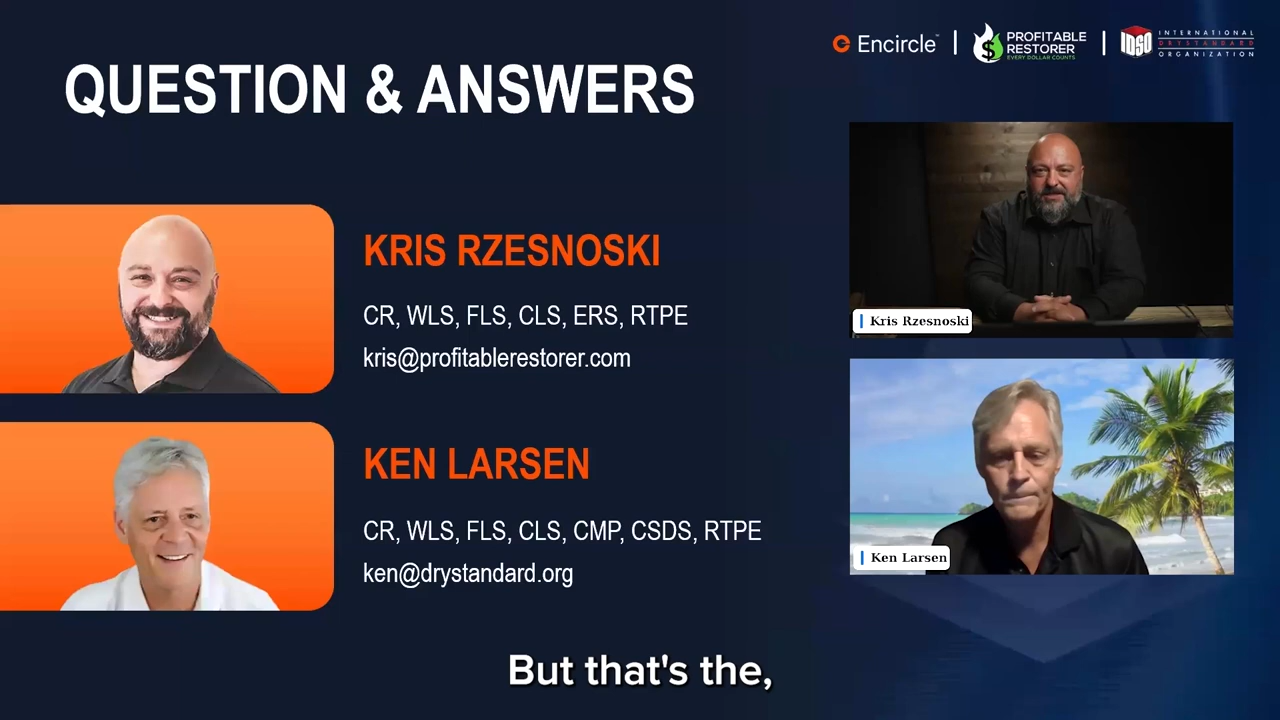 Encircle
PROFITABLE
RESTORER
EVERY DOLLAR COUNTS
IDSO
INTERNATIONAL
DRYSTANDARD
ORGANIZATION
QUESTION & ANSWERS
KRIS RZESNOSKI
CR, WLS, FLS, CLS, ERS, RTPE
kris@profitablerestorer.com
Kris Rzesnoski
KEN LARSEN
CR, WLS, FLS, CLS, CMP, CSDS, RTPE
ken@drystandard.org
Ken Larsen
But that's the,